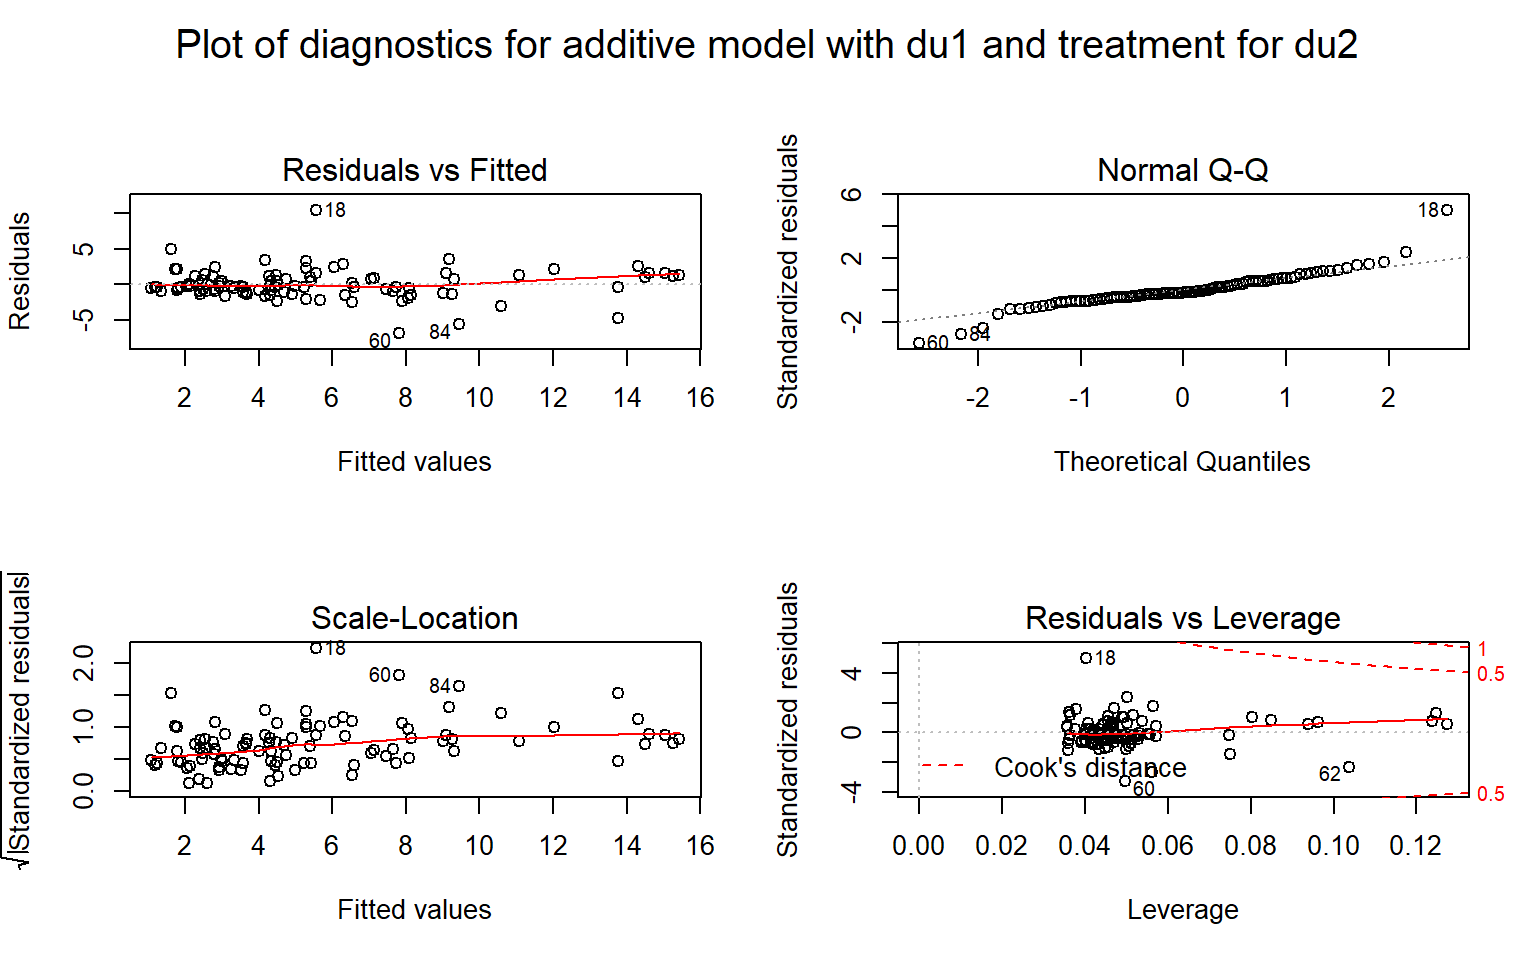 Plot of diagnostics for additive model with du1 and treatment for du2
Residuals vs Fitted
Residuals
5
-5
18
60
84
2 4 6 8 10 12 14 16
Fitted values
Normal Q-Q
Standardized residuals
6
2
-2
18
84
60
-2 -1 0 1 2
Theoretical Quantiles
Scale-Location
√|Standardized residuals|
2.0
1.0
0.0
18
60
84
2 4 6 8 10 12 14 16
Fitted values
Residuals vs Leverage
Standardized residuals
4
0
-4
18
1
0.5
Cook's distance
62
60
0.5
0.00 0.02 0.04 0.06 0.08 0.10 0.12
Leverage